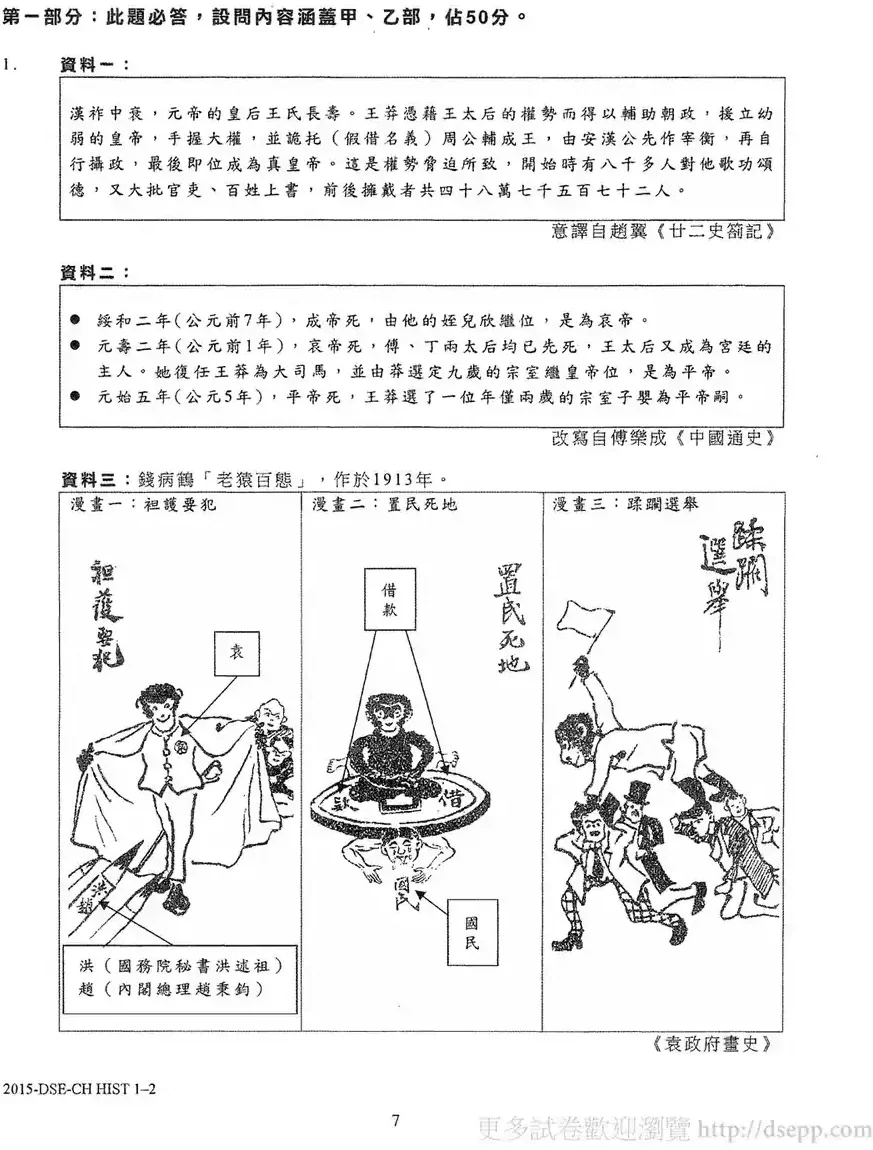 第一部分：此題必答，設問內容涵蓋甲、乙部，佔50分。
1. 資料一：
漢祚中衰，元帝的皇后王氏長壽。王莽憑藉王太后的權勢而得以輔助朝政，援立幼
弱的皇帝，手握大權，並詭托（假借名義）周公輔成王，由安漢公先作宰衡，再自
行攝政，最後即位成為真皇帝。這是權勢脅迫所致，開始時有八千多人對他歌功頌
德，又大批官吏、百姓上書，前後擁戴者共四十八萬七千五百七十二人。
意譯自趙翼《廿二史箚記》
資料二：
● 綏和二年(公元前7年)，成帝死，由他的姪兒欣繼位，是為哀帝。
● 元壽二年(公元前1年)，哀帝死，傅、丁兩太后均已先死，王太后又成為宮廷的
主人。她復任王莽為大司馬，並由莽選定九歲的宗室繼皇帝位，是為平帝。
● 元始五年(公元5年)，平帝死，王莽選了一位年僅兩歲的宗室子嬰為平帝嗣。
改寫自傅樂成《中國通史》
資料三：錢病鶴「老猿百態」，作於1913年。
漫畫一：袒護要犯
袒護要犯
袁
洪
趙
洪（國務院秘書洪述祖）
趙（內閣總理趙秉鈞）
漫畫二：置民死地
借款
置民死地
款 借
國民
國民
漫畫三：蹂躪選舉
蹂躪
選舉
《袁政府畫史》
2015-DSE-CH HIST 1–2
7
更多試卷歡迎瀏覽 http://dsepp.com